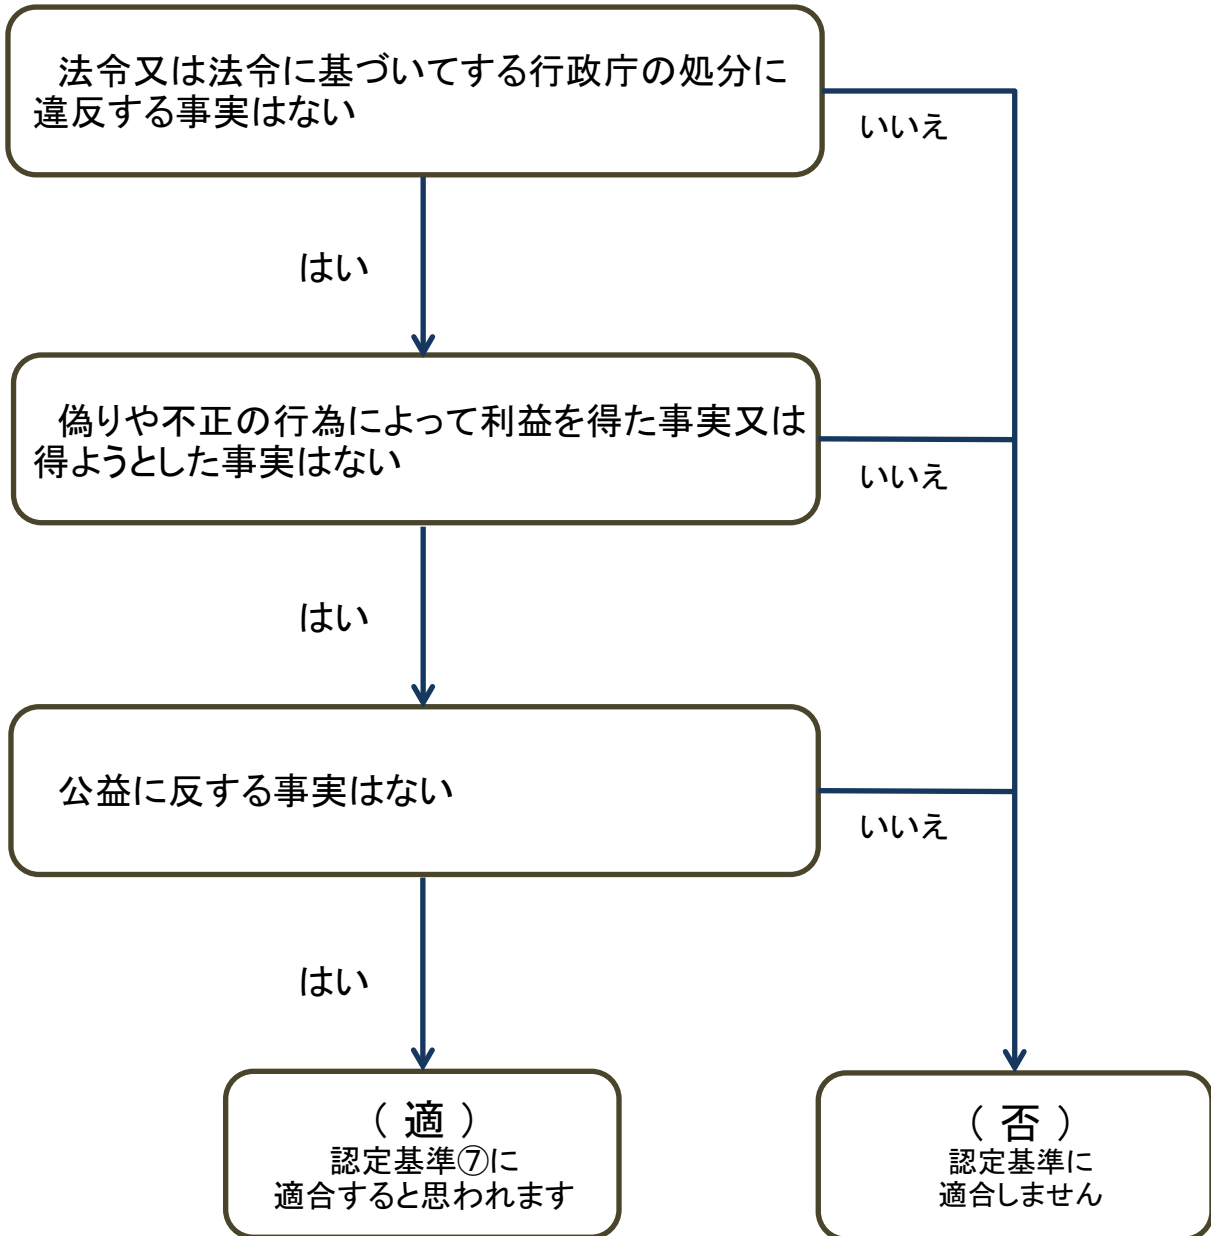 法令又は法令に基づいてする行政庁の処分に
違反する事実はない
いいえ
はい
偽りや不正の行為によって利益を得た事実又は
得ようとした事実はない
いいえ
はい
公益に反する事実はない
いいえ
はい
（ 適 ）
認定基準⑦に
適合すると思われます
（ 否 ）
認定基準に
適合しません